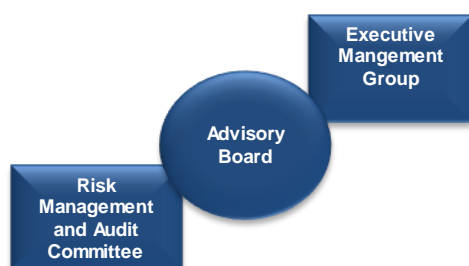 Executive
Mangement
Group
Advisory
Board
Risk
Management
and Audit
Committee